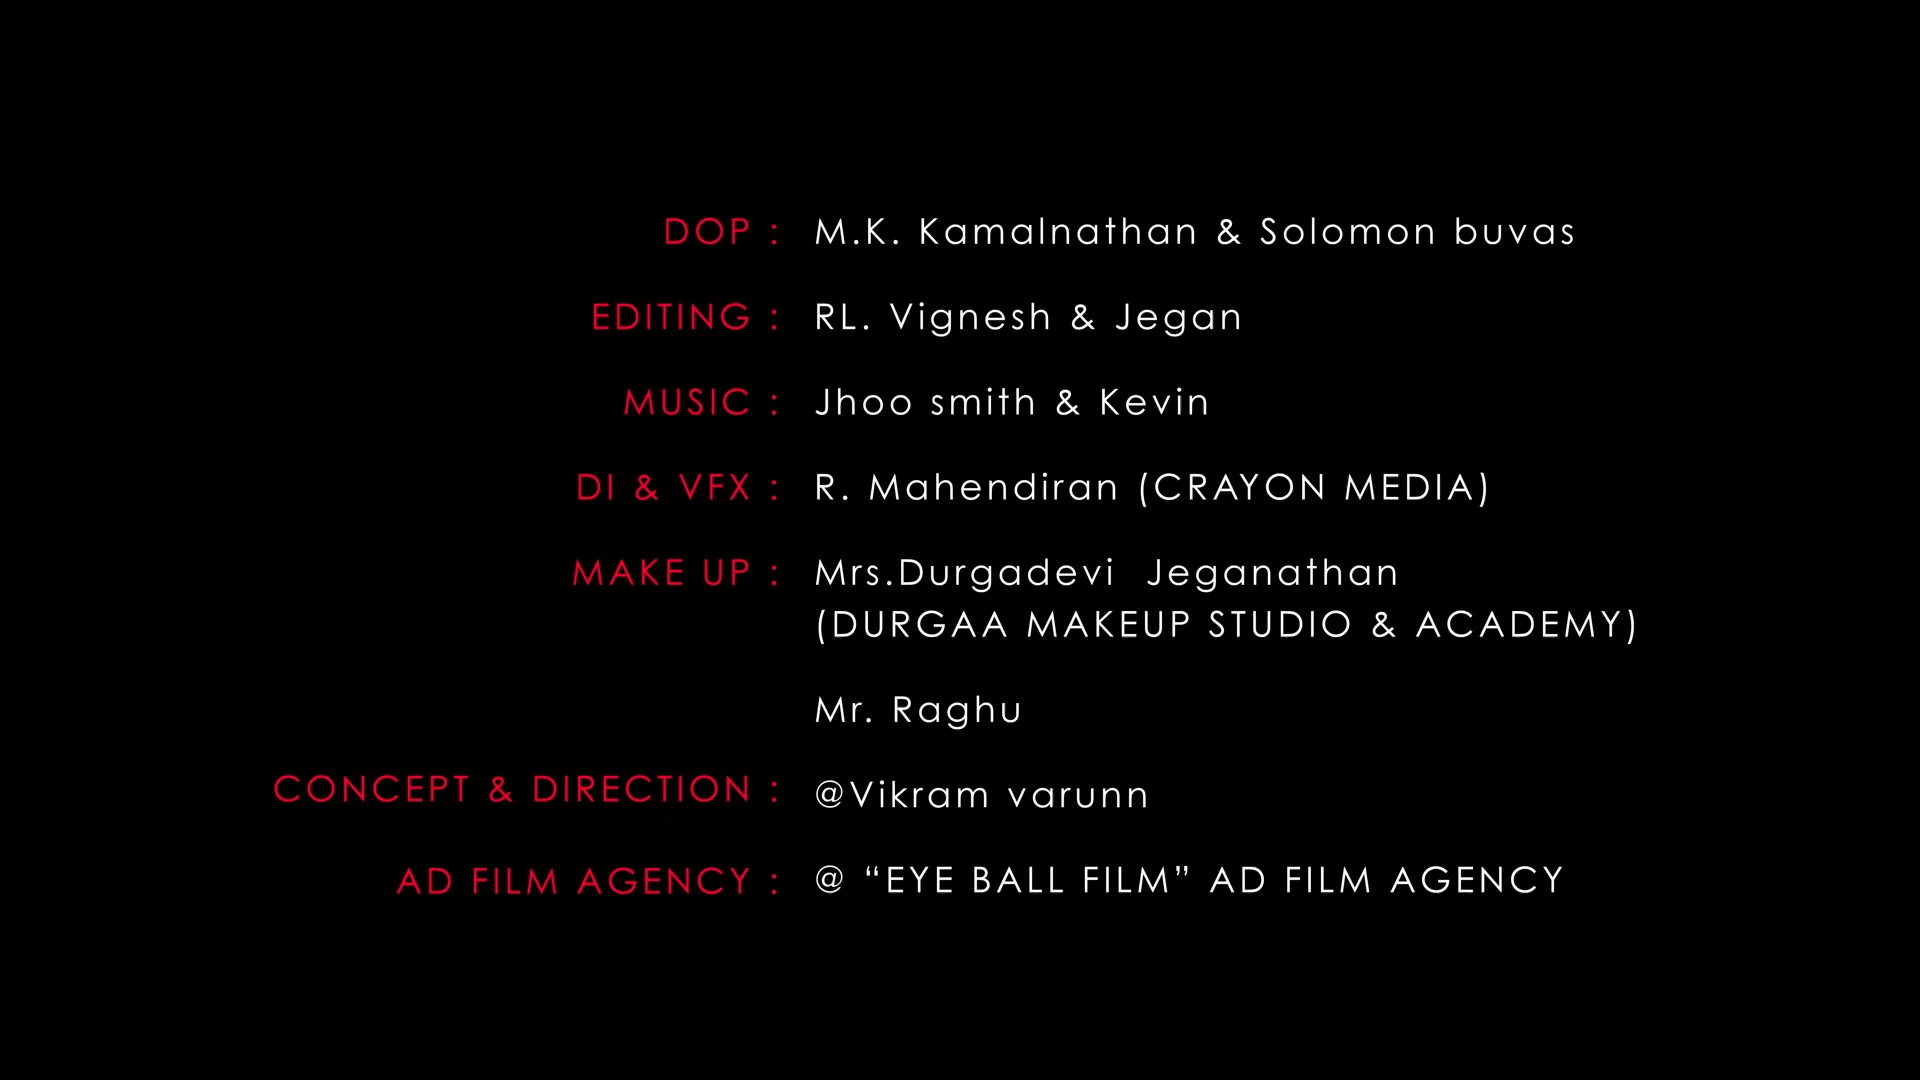 DOP : M.K. Kamalnathan & Solomon buvas
EDITING : RL. Vignesh & Jegan
MUSIC : Jhoo smith & Kevin
DI & VFX : R. Mahendiran (CRAYON MEDIA)
MAKE UP : Mrs.Durgadevi  Jeganathan
(DURGAA MAKEUP STUDIO & ACADEMY)
Mr. Raghu
CONCEPT & DIRECTION : @Vikram varunn
AD FILM AGENCY : @ “EYE BALL FILM” AD FILM AGENCY